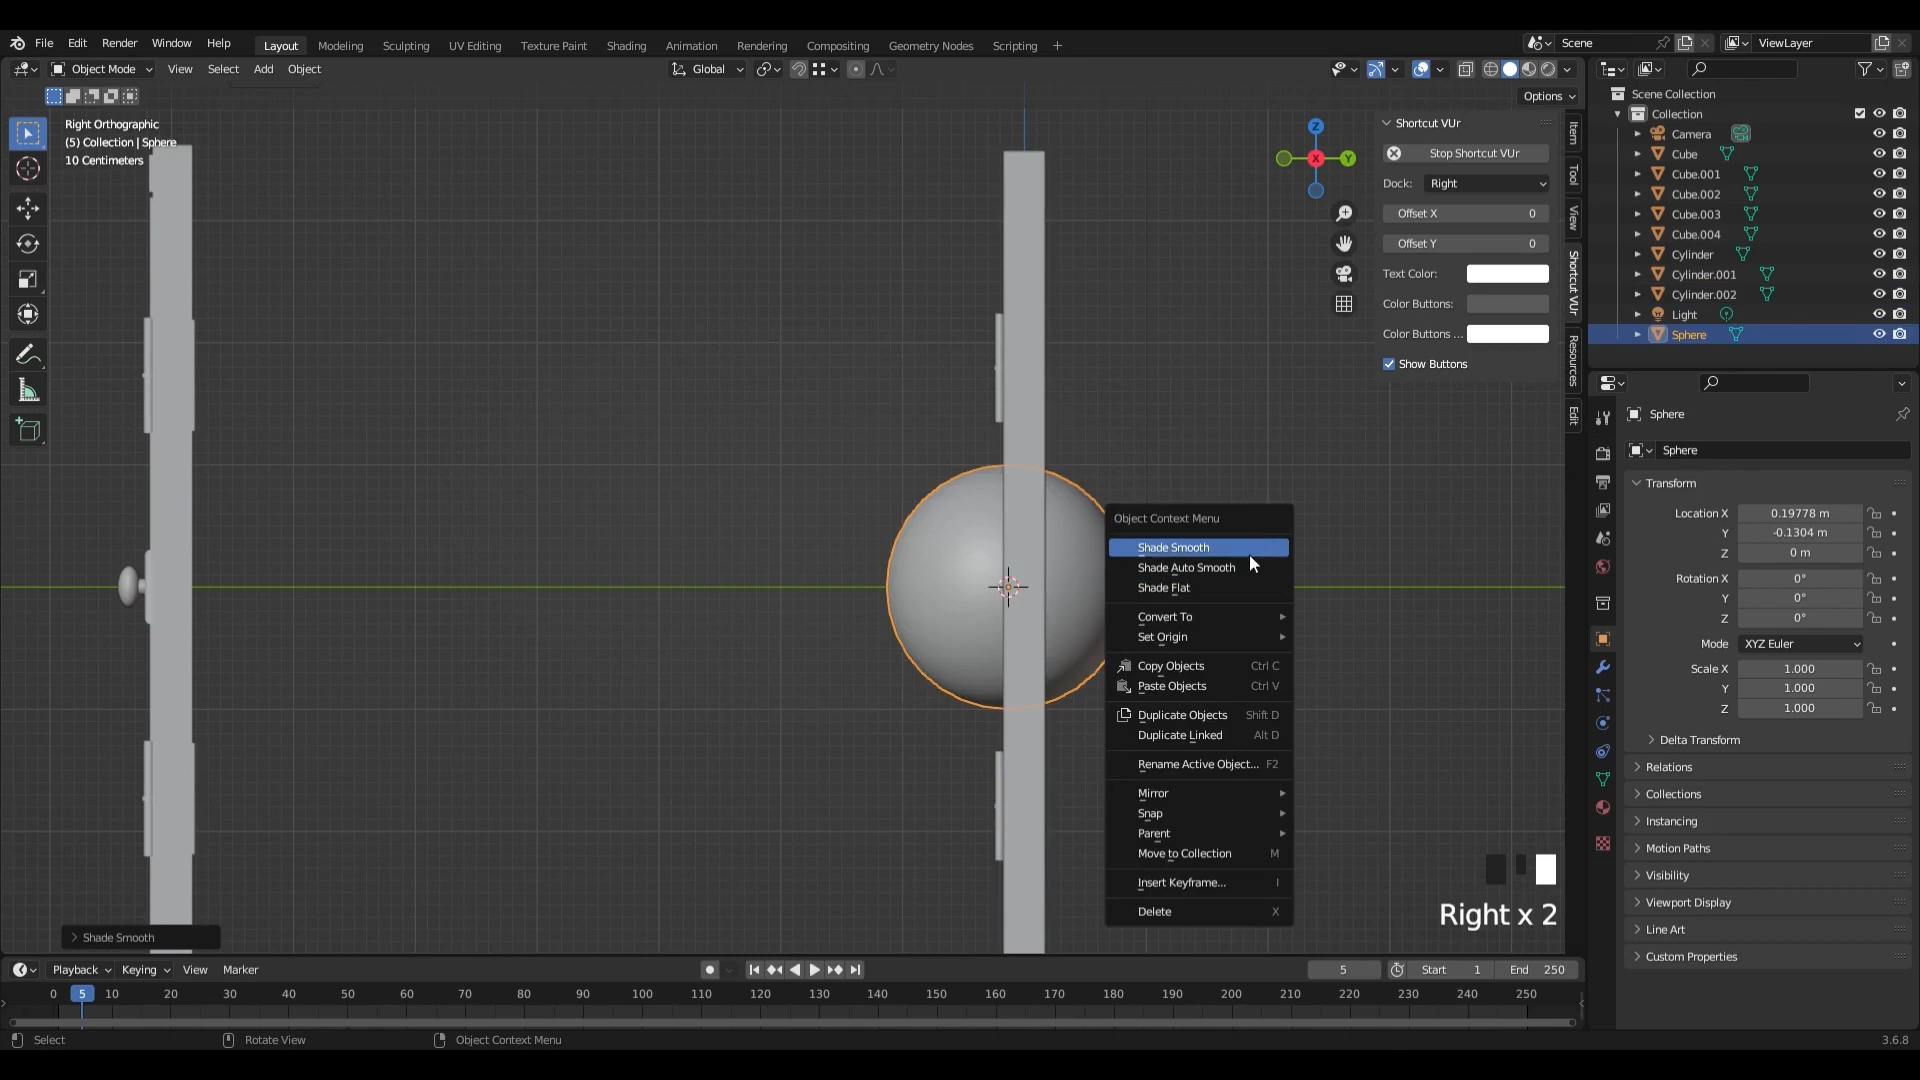 File Edit Render Window Help Layout Modeling Sculpting UV Editing Texture Paint Shading Animation Rendering Compositing Geometry Nodes Scripting + Scene ViewLayer
Object Mode View Select Add Object Global
Options
Right Orthographic
(5) Collection | Sphere
10 Centimeters
Z
X
Y
Shortcut VUr
Stop Shortcut VUr
Dock: Right
Offset X 0
Offset Y 0
Text Color:
Color Buttons:
Color Buttons ...
Show Buttons
Item
Tool
View
Shortcut VUr
Resources
Edit
Scene Collection
Collection
Camera
Cube
Cube.001
Cube.002
Cube.003
Cube.004
Cylinder
Cylinder.001
Cylinder.002
Light
Sphere
Sphere
Sphere
Transform
Location X 0.19778 m
Y -0.1304 m
Z 0 m
Rotation X 0°
Y 0°
Z 0°
Mode XYZ Euler
Scale X 1.000
Y 1.000
Z 1.000
Delta Transform
Relations
Collections
Instancing
Motion Paths
Visibility
Viewport Display
Line Art
Custom Properties
Object Context Menu
Shade Smooth
Shade Auto Smooth
Shade Flat
Convert To
Set Origin
Copy Objects Ctrl C
Paste Objects Ctrl V
Duplicate Objects Shift D
Duplicate Linked Alt D
Rename Active Object... F2
Mirror
Snap
Parent
Move to Collection M
Insert Keyframe... I
Delete X
Right x 2
Shade Smooth
Playback Keying View Marker 5 Start 1 End 250
0 5 10 20 30 40 50 60 70 80 90 100 110 120 130 140 150 160 170 180 190 200 210 220 230 240 250
Select Rotate View Object Context Menu 3.6.8